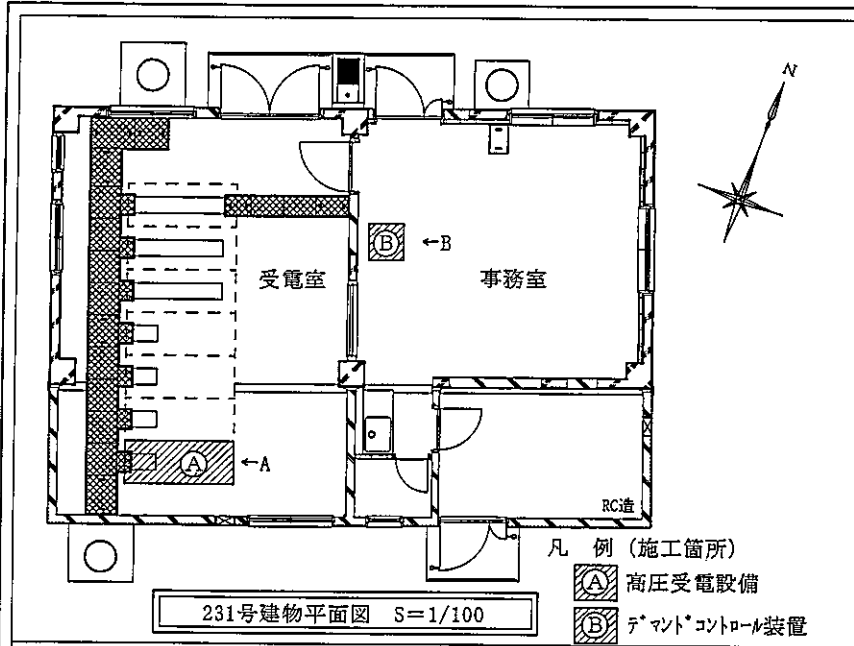 N
受電室
Ⓑ ←B
事務室
Ⓐ ←A
RC造
凡 例 (施工箇所)
Ⓐ 高圧受電設備
Ⓑ デマンドコントロール装置
231号建物平面図 S=1/100